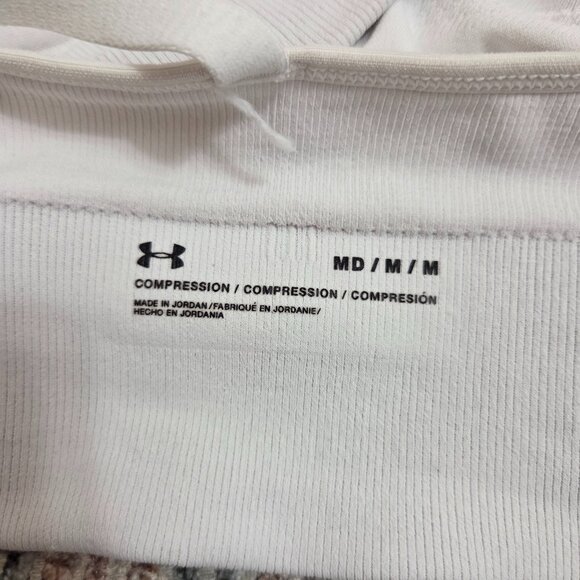 MD / M / M
COMPRESSION / COMPRESSION / COMPRESIÓN
MADE IN JORDAN / FABRIQUÉ EN JORDANIE /
HECHO EN JORDANIA